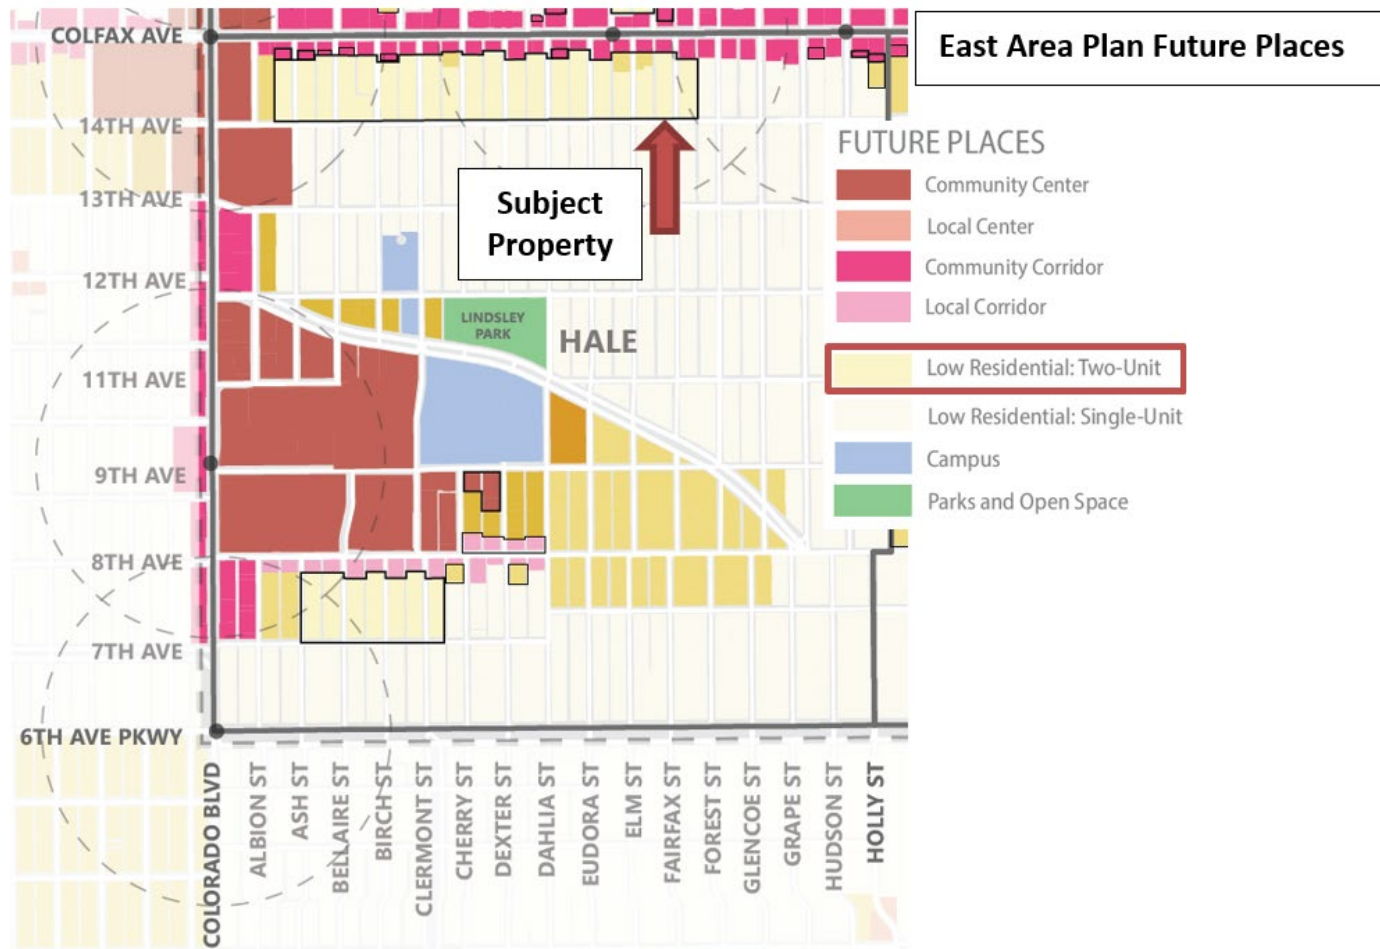 East Area Plan Future Places
COLFAX AVE
14TH AVE
13TH AVE
12TH AVE
11TH AVE
9TH AVE
8TH AVE
7TH AVE
6TH AVE PKWY
Subject
Property
LINDSLEY
PARK
HALE
FUTURE PLACES
Community Center
Local Center
Community Corridor
Local Corridor
Low Residential: Two-Unit
Low Residential: Single-Unit
Campus
Parks and Open Space
COLORADO BLVD
ALBION ST
ASH ST
BELLAIRE ST
BIRCH ST
CLERMONT ST
CHERRY ST
DEXTER ST
DAHLIA ST
EUDORA ST
ELM ST
FAIRFAX ST
FOREST ST
GLENCOE ST
GRAPE ST
HUDSON ST
HOLLY ST